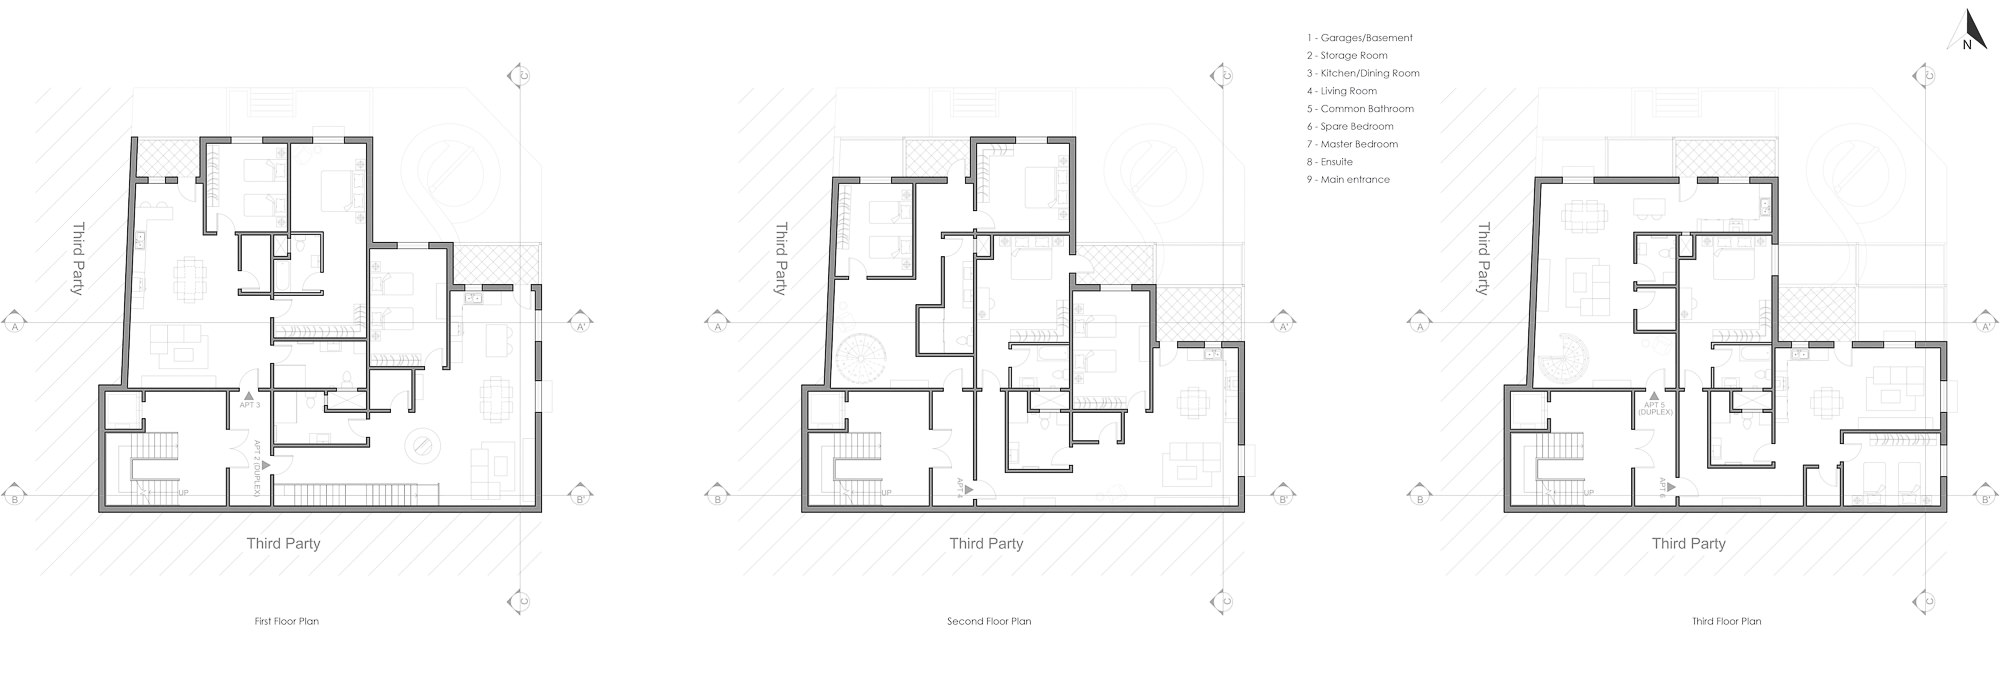 1 - Garages/Basement
2 - Storage Room
3 - Kitchen/Dining Room
4 - Living Room
5 - Common Bathroom
6 - Spare Bedroom
7 - Master Bedroom
8 - Ensuite
9 - Main entrance
N
C'
Third Party
A
A'
APT 3
APT 2 (DUPLEX)
UP
B
B'
Third Party
C
First Floor Plan
C'
Third Party
A
A'
APT 4
UP
B
B'
Third Party
C
Second Floor Plan
C'
Third Party
A
A'
APT 5
(DUPLEX)
APT 6
UP
B
B'
Third Party
C
Third Floor Plan